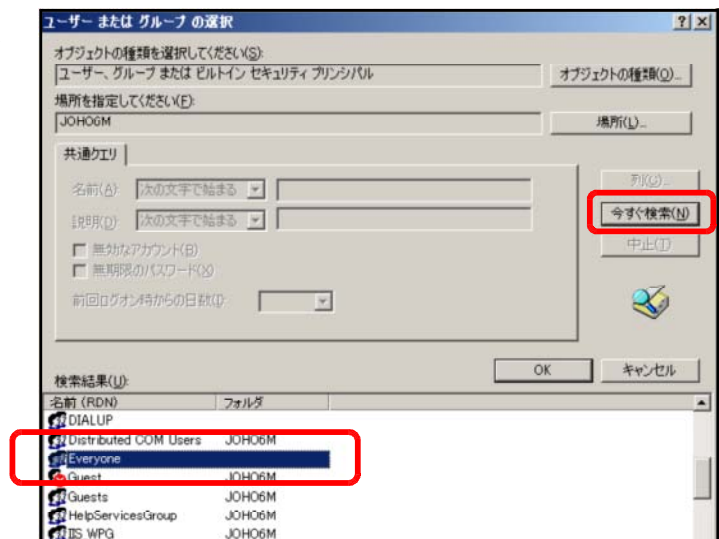 ユーザー または グループ の選択
オブジェクトの種類を選択してください(S):
ユーザー、グループ または ビルトイン セキュリティ プリンシパル
オブジェクトの種類(O)...
場所を指定してください(F):
JOHO6M
場所(L)...
共通クエリ
名前(A): 次の文字で始まる
列(C)...
説明(D): 次の文字で始まる
今すぐ検索(N)
無効なアカウント(B)
中止(T)
無期限のパスワード(X)
前回ログオン時からの日数(I):
OK キャンセル
検索結果(U):
名前 (RDN) フォルダ
DIALUP
Distributed COM Users JOHO6M
Everyone
Guest JOHO6M
Guests JOHO6M
HelpServicesGroup JOHO6M
IIS_WPG JOHO6M